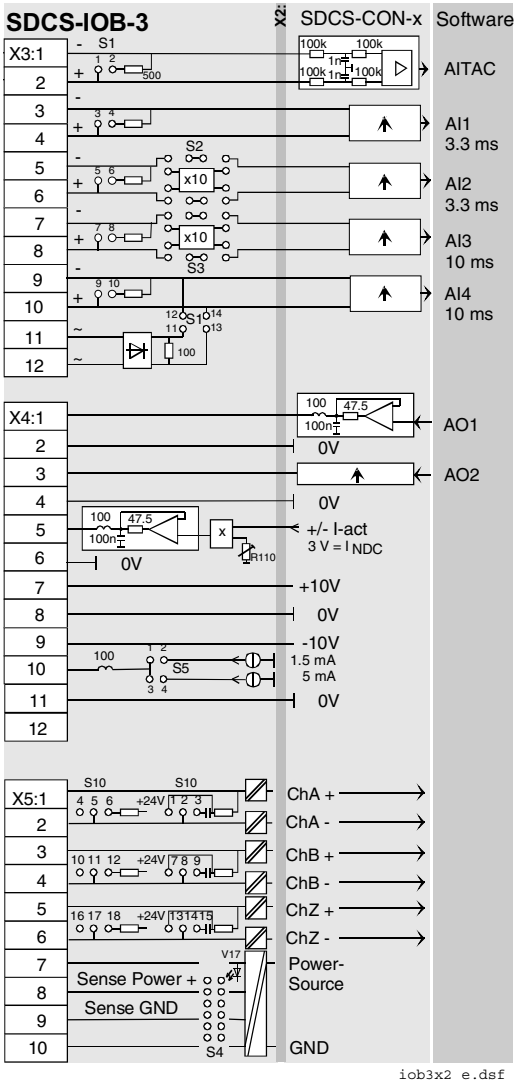 SDCS-IOB-3 X2: SDCS-CON-x Software
X3:1 - S1 100k 100k
1 2 1n AITAC
2 + 500 100k 1n 100k
3 -
3 4 AI1
4 + 3.3 ms
S2
5 -
5 6 x10 AI2
6 + 3.3 ms
7 -
7 8 x10 AI3
8 + 10 ms
S3
9 -
9 10 AI4
10 + 10 ms
12 S1 14
11 ~ 11 13
100
12 ~
X4:1 100 47.5 AO1
100n
2 0V
3 AO2
4 0V
5 100 47.5 x +/- I-act
100n 3 V = I NDC
6 0V R110
7 +10V
8 0V
9 -10V
1 2 1.5 mA
10 100 S5
3 4 5 mA
11 0V
12
S10 S10
X5:1 4 5 6 +24V 1 2 3 ChA +
2 ChA -
3 10 11 12 +24V 7 8 9 ChB +
4 ChB -
5 16 17 18 +24V 13 14 15 ChZ +
6 ChZ -
7 V17 Power-
Sense Power + Source
8
Sense GND
9
10 S4 GND
iob3x2_e.dsf